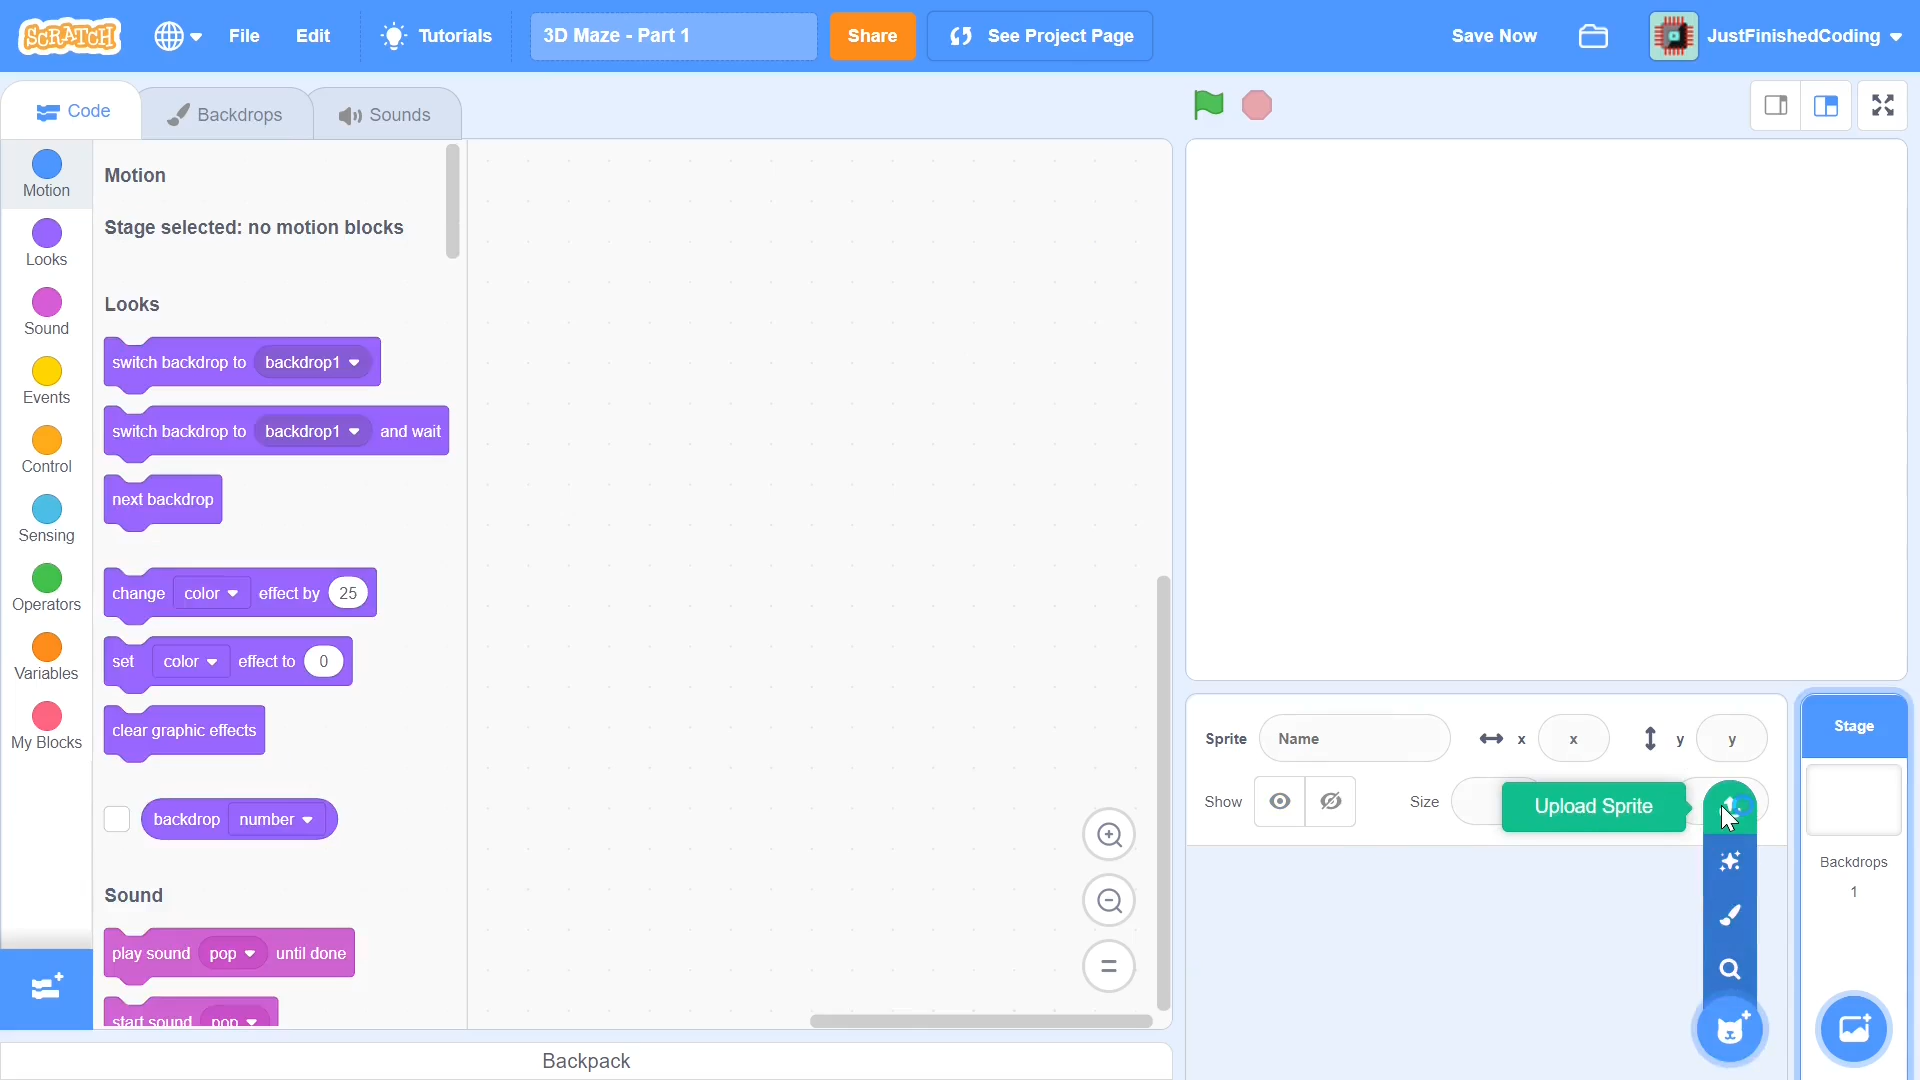 SCRATCH File Edit Tutorials 3D Maze - Part 1 Share See Project Page Save Now JustFinishedCoding
Code Backdrops Sounds
Motion
Looks
Sound
Events
Control
Sensing
Operators
Variables
My Blocks
Motion
Stage selected: no motion blocks
Looks
switch backdrop to backdrop1
switch backdrop to backdrop1 and wait
next backdrop
change color effect by 25
set color effect to 0
clear graphic effects
backdrop number
Sound
play sound pop until done
start sound pop
Backpack
Sprite Name x x y y
Show Size Upload Sprite
Stage
Backdrops
1